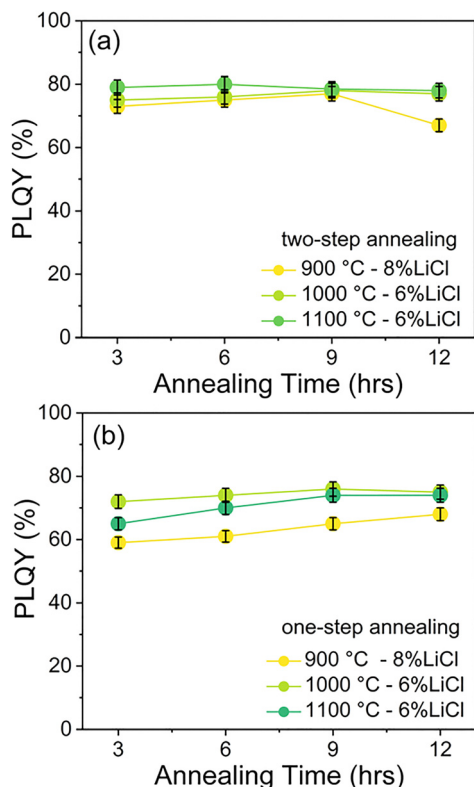 (a)
100
80
60
40
20
0
PLQY (%)
two-step annealing
900 °C - 8%LiCl
1000 °C - 6%LiCl
1100 °C - 6%LiCl
3 6 9 12
Annealing Time (hrs)
(b)
100
80
60
40
20
0
PLQY (%)
one-step annealing
900 °C - 8%LiCl
1000 °C - 6%LiCl
1100 °C - 6%LiCl
3 6 9 12
Annealing Time (hrs)